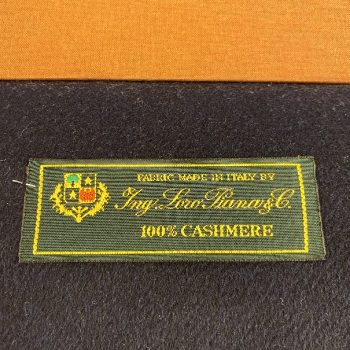 FABRIC MADE IN ITALY BY
Ing. Loro Piana & C.
100% CASHMERE